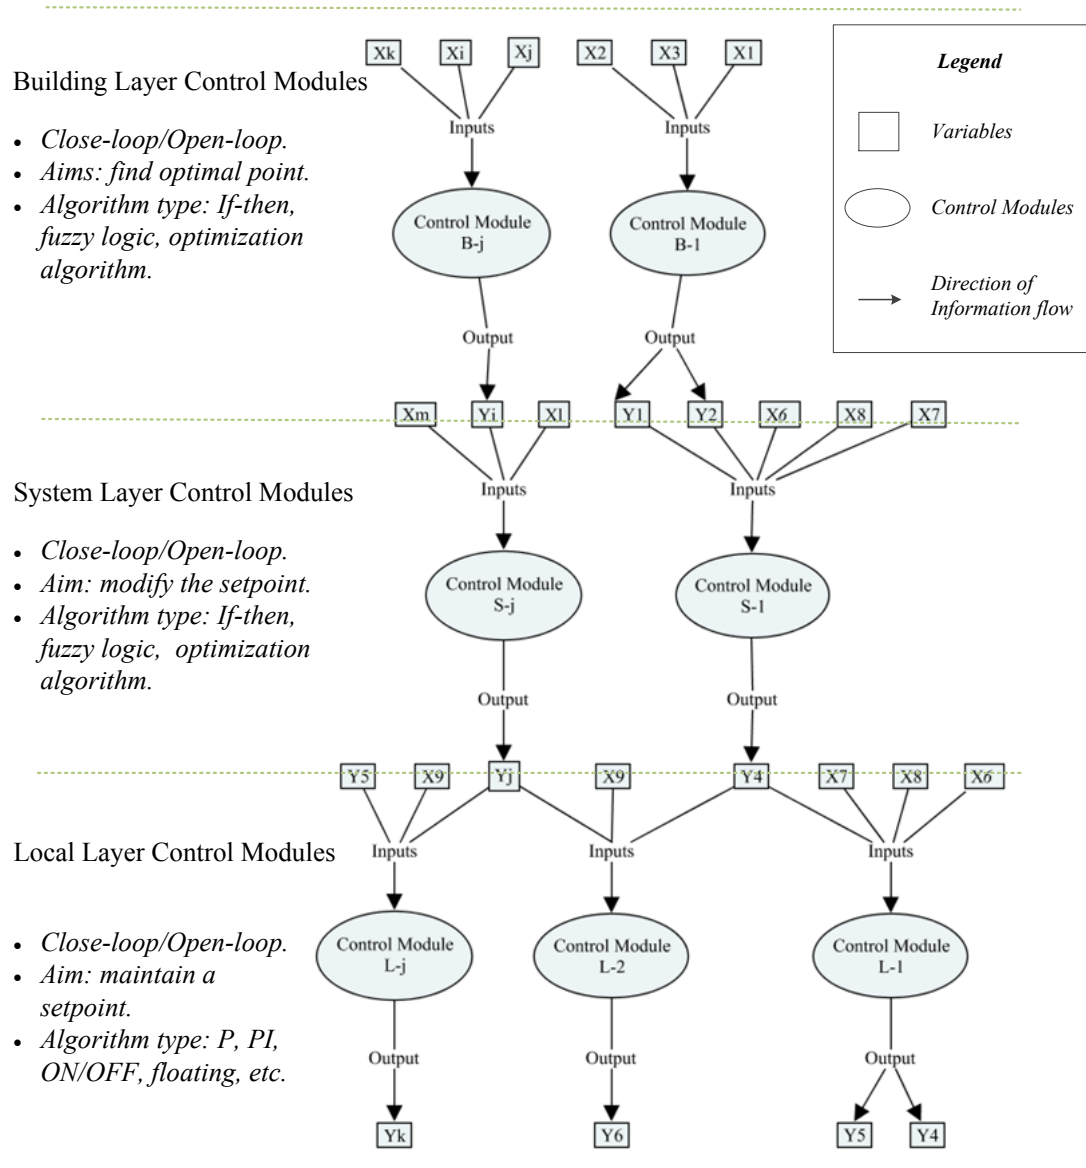 Xk Xi Xj X2 X3 X1
Legend
Variables
Control Modules
Direction of
Information flow
Building Layer Control Modules
• Close-loop/Open-loop.
• Aims: find optimal point.
• Algorithm type: If-then,
fuzzy logic, optimization
algorithm.
Inputs Inputs
Control Module
B-j
Control Module
B-1
Output Output
Xm Yi Xl Y1 Y2 X6 X8 X7
System Layer Control Modules
• Close-loop/Open-loop.
• Aim: modify the setpoint.
• Algorithm type: If-then,
fuzzy logic, optimization
algorithm.
Inputs Inputs
Control Module
S-j
Control Module
S-1
Output Output
Y5 X9 Yj X9 Y4 X7 X8 X6
Local Layer Control Modules
• Close-loop/Open-loop.
• Aim: maintain a
setpoint.
• Algorithm type: P, PI,
ON/OFF, floating, etc.
Inputs Inputs Inputs
Control Module
L-j
Control Module
L-2
Control Module
L-1
Output Output Output
Yk Y6 Y5 Y4